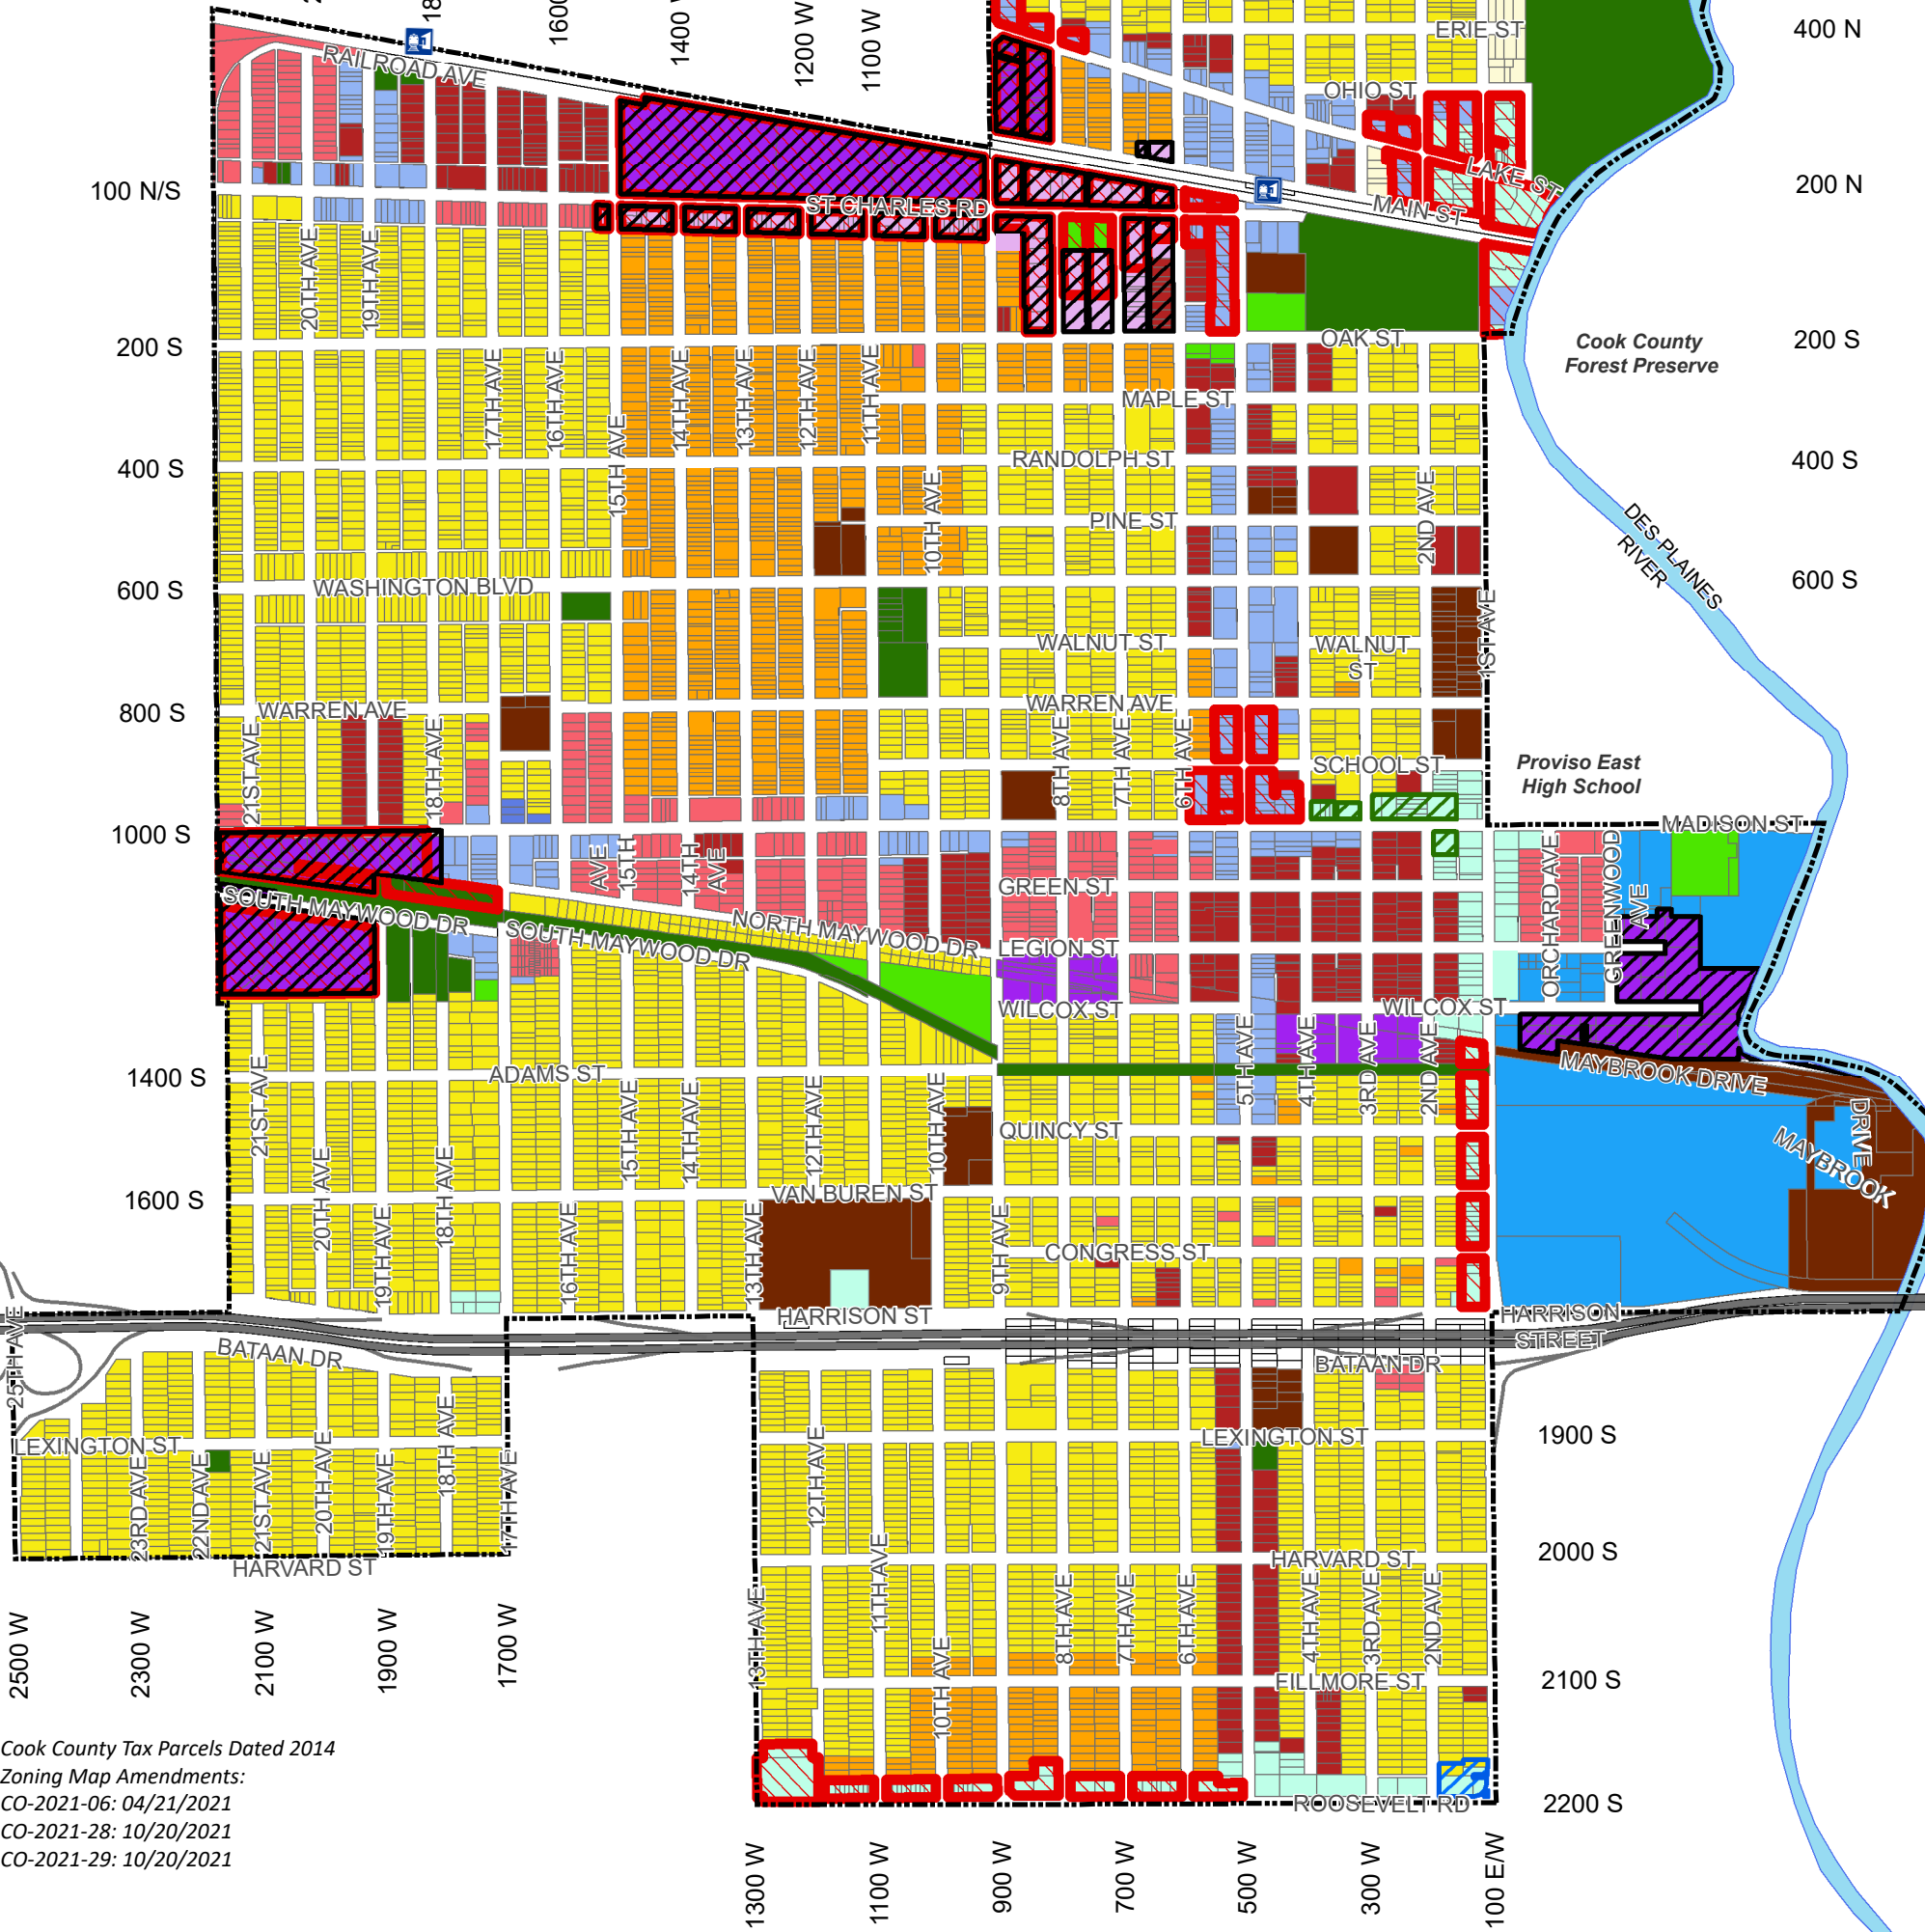 1600
1400 W
1200 W
1100 W
ERIE ST
400 N
RAILROAD AVE
OHIO ST
100 N/S
LAKE ST
200 N
ST CHARLES RD
MAIN ST
20TH AVE
19TH AVE
200 S
OAK ST
200 S
Cook County
Forest Preserve
17TH AVE
16TH AVE
15TH AVE
14TH AVE
13TH AVE
12TH AVE
11TH AVE
MAPLE ST
400 S
RANDOLPH ST
400 S
10TH AVE
2ND AVE
PINE ST
DES PLAINES
RIVER
600 S
WASHINGTON BLVD
600 S
1ST AVE
WALNUT ST
WALNUT
ST
800 S
WARREN AVE
WARREN AVE
21ST AVE
18TH AVE
8TH AVE
7TH AVE
6TH AVE
SCHOOL ST
Proviso East
High School
1000 S
MADISON ST
15TH
AVE
14TH
AVE
GREEN ST
ORCHARD AVE
GREENWOOD
AVE
SOUTH MAYWOOD DR
SOUTH MAYWOOD DR
NORTH MAYWOOD DR
LEGION ST
WILCOX ST
WILCOX ST
1400 S
ADAMS ST
5TH AVE
4TH AVE
3RD AVE
2ND AVE
MAYBROOK DRIVE
21ST AVE
20TH AVE
19TH AVE
18TH AVE
16TH AVE
15TH AVE
14TH AVE
13TH AVE
12TH AVE
10TH AVE
9TH AVE
QUINCY ST
MAYBROOK
DRIVE
1600 S
VAN BUREN ST
CONGRESS ST
HARRISON ST
HARRISON
STREET
25TH AVE
BATAAN DR
BATAAN DR
LEXINGTON ST
LEXINGTON ST
1900 S
23RD AVE
22ND AVE
21ST AVE
20TH AVE
19TH AVE
18TH AVE
17TH AVE
12TH AVE
HARVARD ST
HARVARD ST
2000 S
13TH AVE
11TH AVE
10TH AVE
8TH AVE
7TH AVE
6TH AVE
4TH AVE
3RD AVE
2ND AVE
2500 W
2300 W
2100 W
1900 W
1700 W
FILLMORE ST
2100 S
Cook County Tax Parcels Dated 2014
Zoning Map Amendments:
CO-2021-06: 04/21/2021
CO-2021-28: 10/20/2021
CO-2021-29: 10/20/2021
ROOSEVELT RD
2200 S
1300 W
1100 W
900 W
700 W
500 W
300 W
100 E/W